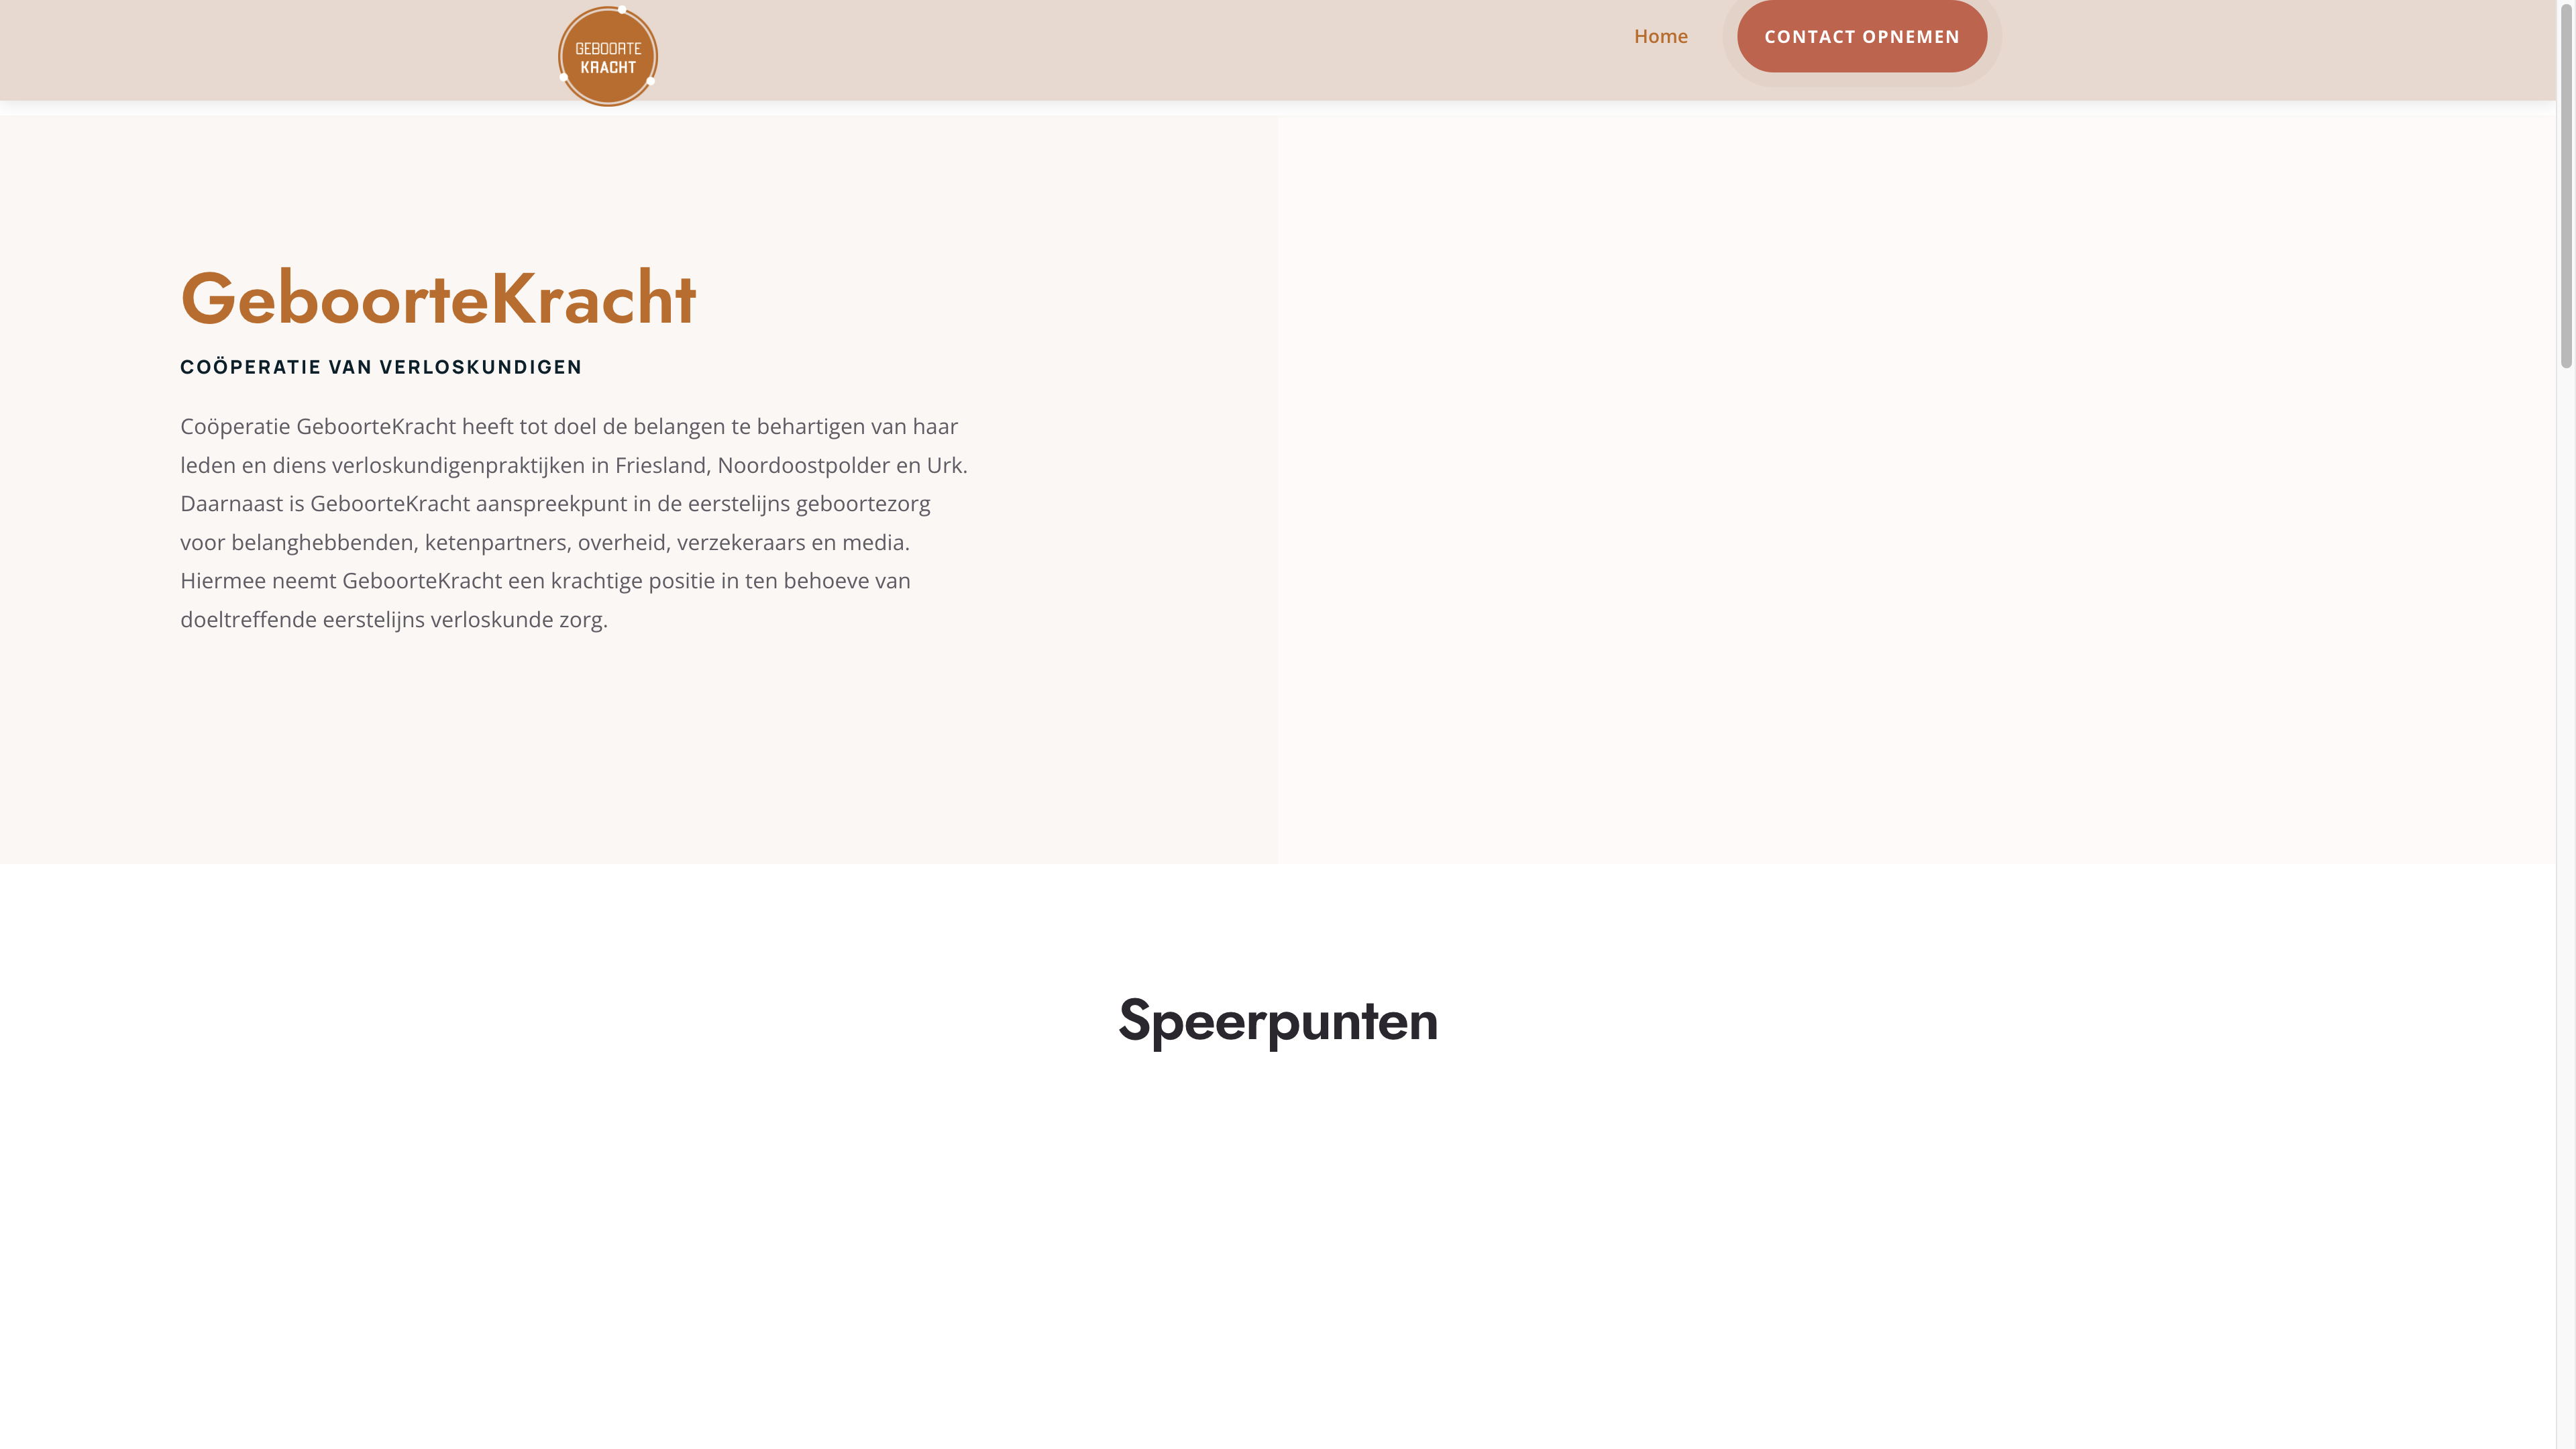 GEBOORTE
KRACHT
Home
CONTACT OPNEMEN
GeboorteKracht
COÖPERATIE VAN VERLOSKUNDIGEN
Coöperatie GeboorteKracht heeft tot doel de belangen te behartigen van haar
leden en diens verloskundigenpraktijken in Friesland, Noordoostpolder en Urk.
Daarnaast is GeboorteKracht aanspreekpunt in de eerstelijns geboortezorg
voor belanghebbenden, ketenpartners, overheid, verzekeraars en media.
Hiermee neemt GeboorteKracht een krachtige positie in ten behoeve van
doeltreffende eerstelijns verloskunde zorg.
Speerpunten